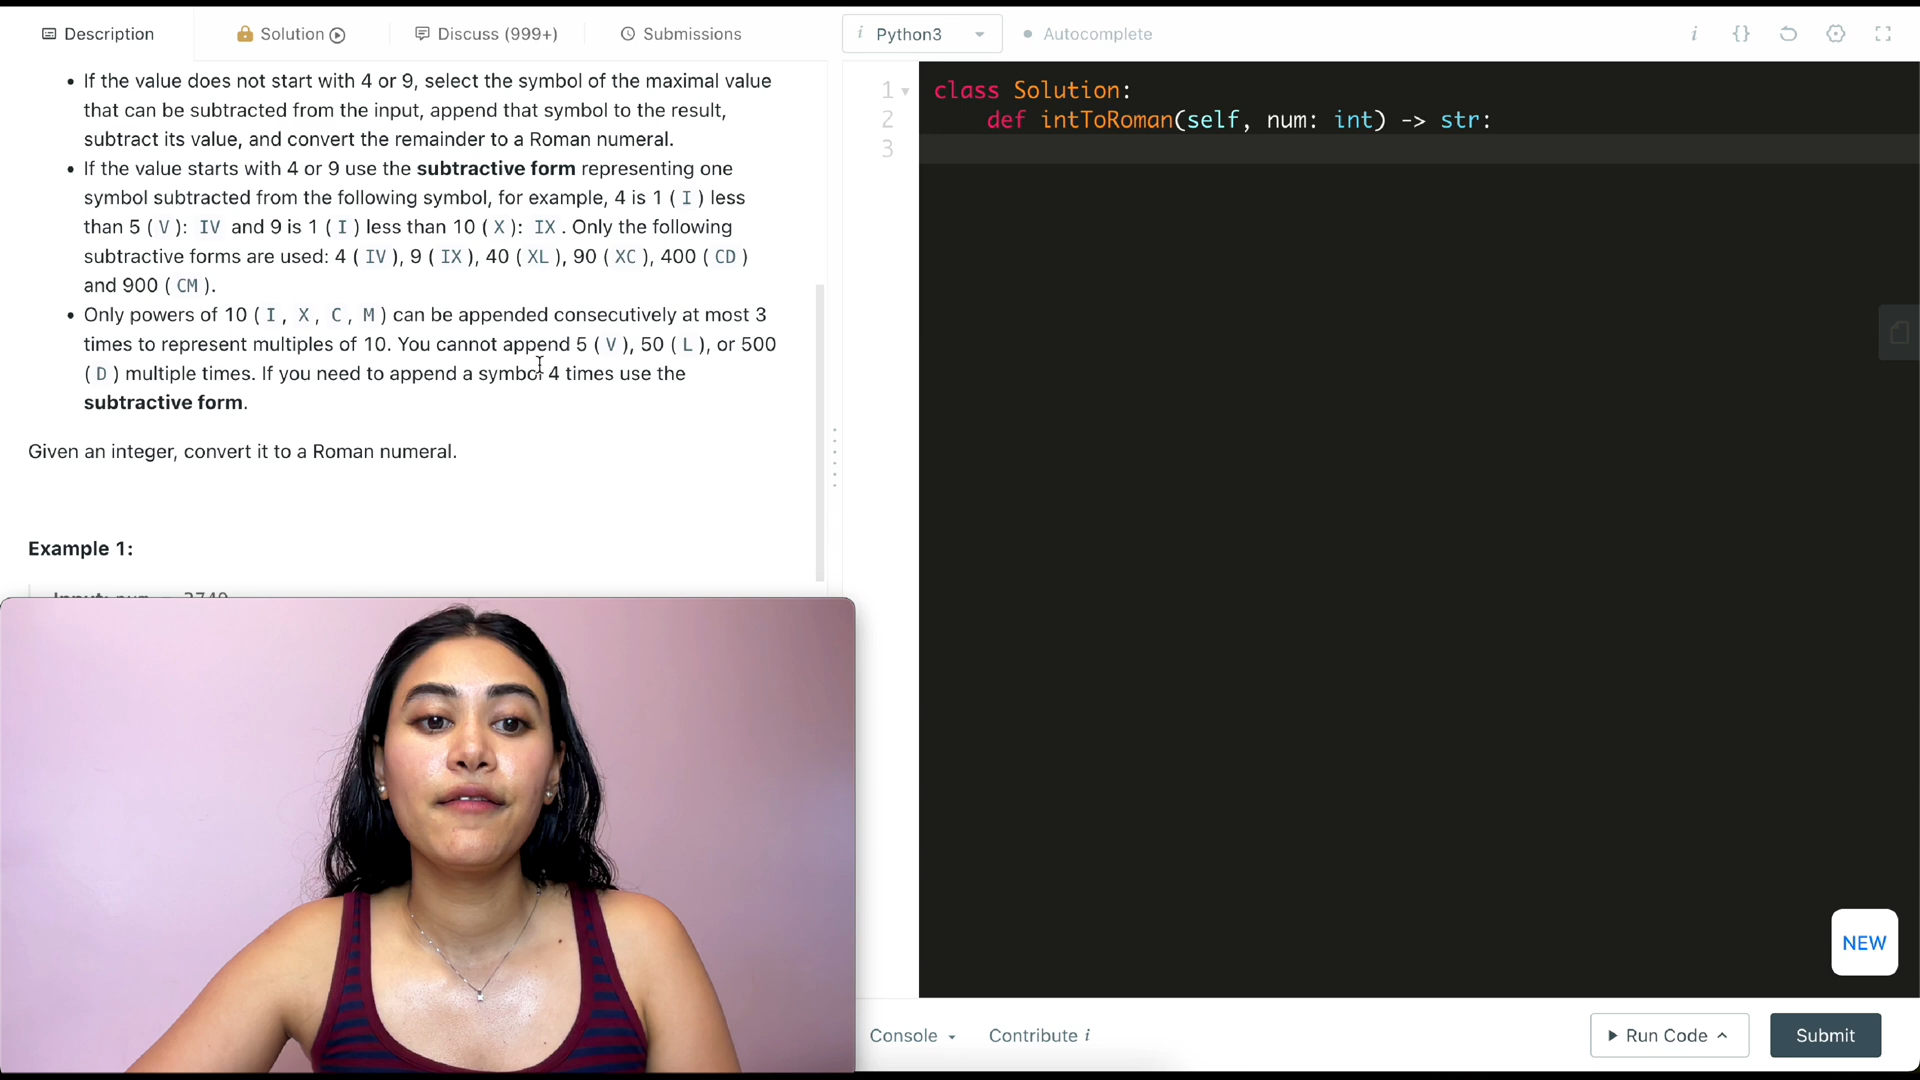 Description
Solution
Discuss (999+)
Submissions
i Python3
Autocomplete
i {}
If the value does not start with 4 or 9, select the symbol of the maximal value
that can be subtracted from the input, append that symbol to the result,
subtract its value, and convert the remainder to a Roman numeral.
If the value starts with 4 or 9 use the subtractive form representing one
symbol subtracted from the following symbol, for example, 4 is 1 ( I ) less
than 5 ( V ): IV and 9 is 1 ( I ) less than 10 ( X ): IX . Only the following
subtractive forms are used: 4 ( IV ), 9 ( IX ), 40 ( XL ), 90 ( XC ), 400 ( CD )
and 900 ( CM ).
Only powers of 10 ( I , X , C , M ) can be appended consecutively at most 3
times to represent multiples of 10. You cannot append 5 ( V ), 50 ( L ), or 500
( D ) multiple times. If you need to append a symbol 4 times use the
subtractive form.
Given an integer, convert it to a Roman numeral.
Example 1:
Input: num = 3749
1 class Solution:
2 def intToRoman(self, num: int) -> str:
3
NEW
Console
Contribute i
Run Code
Submit